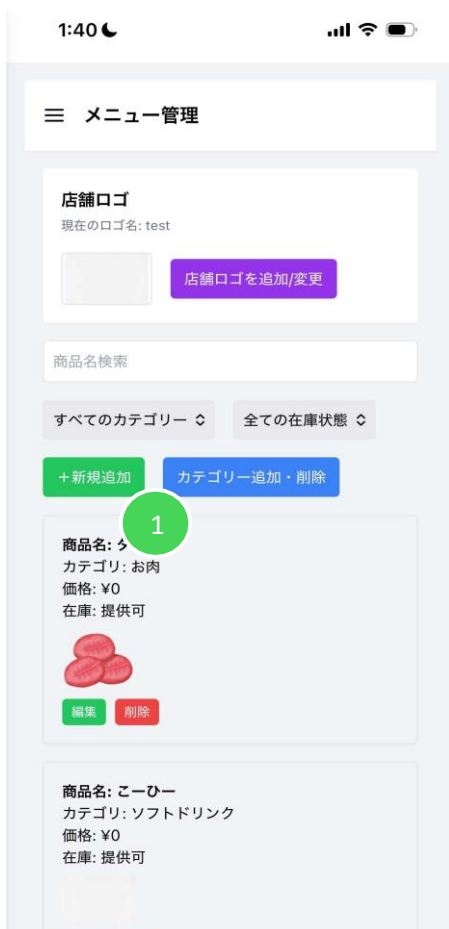 1:40
メニュー管理
店舗ロゴ
現在のロゴ名: test
店舗ロゴを追加/変更
商品名検索
すべてのカテゴリー 全ての在庫状態
+新規追加 カテゴリー追加・削除
1
商品名:
カテゴリ: お肉
価格: ¥0
在庫: 提供可
編集 削除
商品名: こーひー
カテゴリ: ソフトドリンク
価格: ¥0
在庫: 提供可